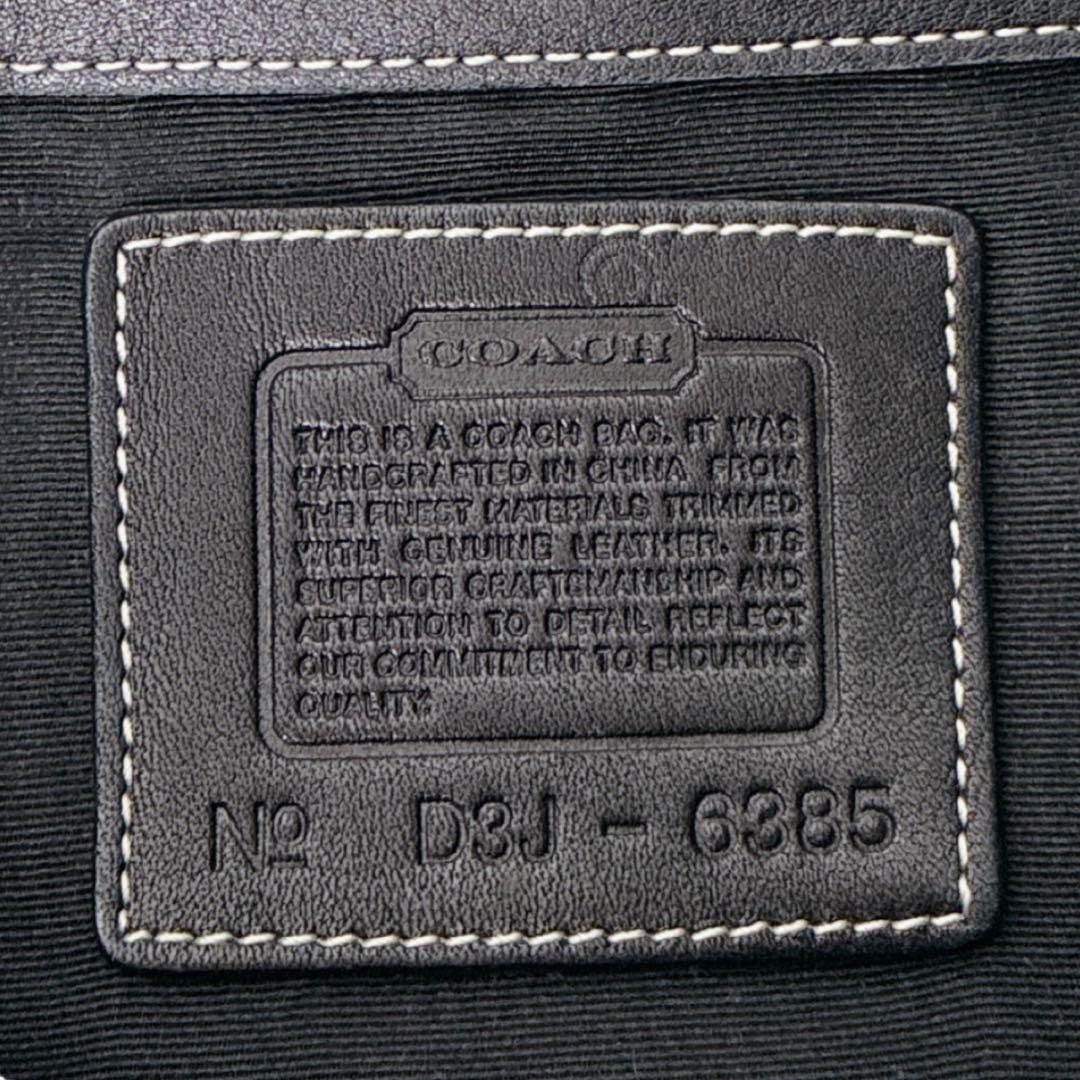 COACH
THIS IS A COACH BAG. IT WAS
HANDCRAFTED IN CHINA FROM
THE FINEST MATERIALS TRIMMED
WITH GENUINE LEATHER. ITS
SUPERIOR CRAFTSMANSHIP AND
ATTENTION TO DETAIL REFLECT
OUR COMMITMENT TO ENDURING
QUALITY.
Nº D3J - 6385